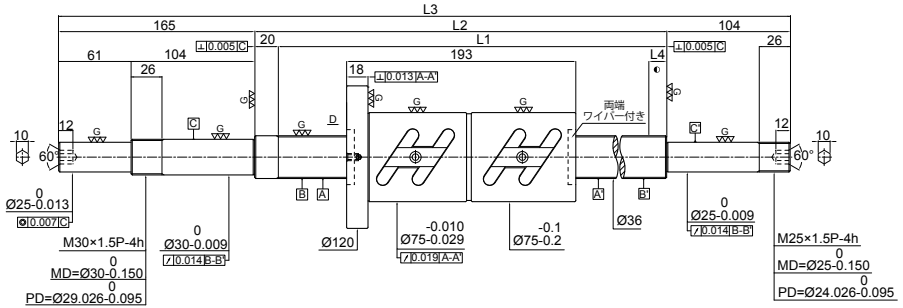 L3
165 L2 104
20 L1 26
⊥ 0.005 C
⊥ 0.005 C
61 104 193 L4
26 18 ⊥ 0.013 A-A'
G G G G
D
両端
ワイパー付き
10 12 G C G G C' G 12 10
60° 60°
B A A' B'
0
Ø25-0.013
◎ 0.007 C
M30×1.5P-4h
0
MD=Ø30-0.150
0
PD=Ø29.026-0.095
0
Ø30-0.009
↗ 0.014 B-B'
Ø120
-0.010
Ø75-0.029
↗ 0.019 A-A'
-0.1
Ø75-0.2
Ø36
0
Ø25-0.009
↗ 0.014 B-B'
M25×1.5P-4h
0
MD=Ø25-0.150
0
PD=Ø24.026-0.095